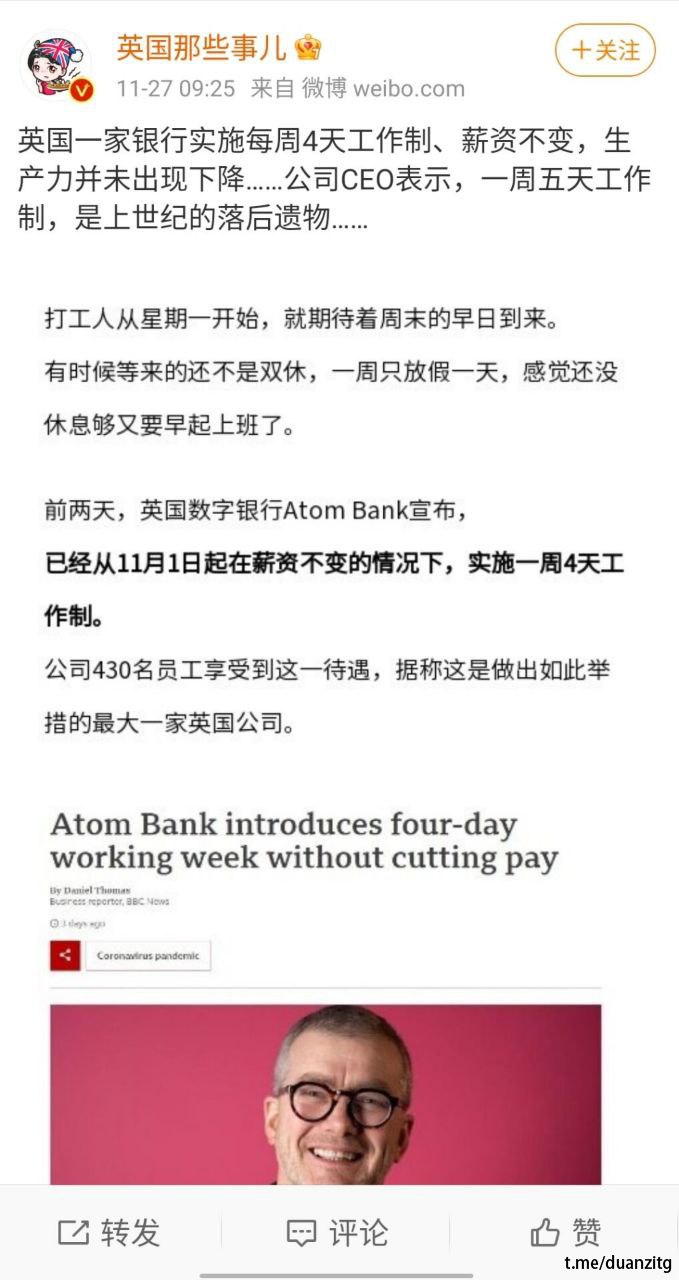 英国那些事儿
+关注
11-27 09:25 来自 微博 weibo.com
英国一家银行实施每周4天工作制、薪资不变，生
产力并未出现下降……公司CEO表示，一周五天工作
制，是上世纪的落后遗物……
打工人从星期一开始，就期待着周末的早日到来。
有时候等来的还不是双休，一周只放假一天，感觉还没
休息够又要早起上班了。
前两天，英国数字银行Atom Bank宣布，
已经从11月1日起在薪资不变的情况下，实施一周4天工
作制。
公司430名员工享受到这一待遇，据称这是做出如此举
措的最大一家英国公司。
Atom Bank introduces four-day
working week without cutting pay
By Daniel Thomas
Business reporter, BBC News
3 days ago
Coronavirus pandemic
转发
评论
赞
t.me/duanzitg